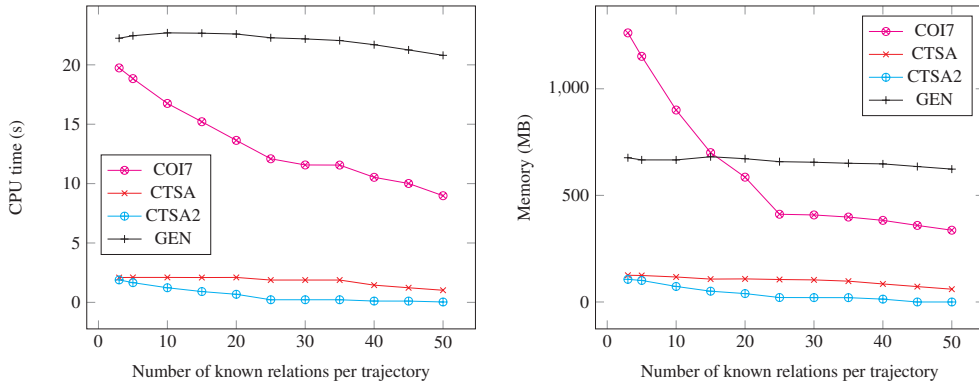 CPU time (s)
20
15
10
5
0
COI7
CTSA
CTSA2
GEN
0
10
20
30
40
50
Number of known relations per trajectory
Memory (MB)
1,000
500
0
COI7
CTSA
CTSA2
GEN
0
10
20
30
40
50
Number of known relations per trajectory